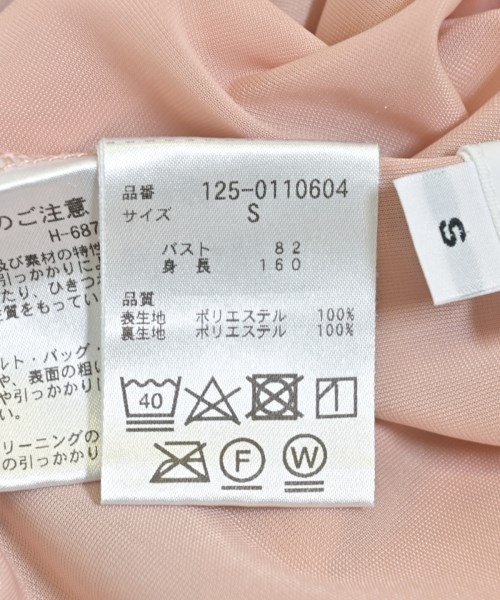 品番 125-0110604
サイズ S
バスト 82
身長 160
品質
表生地 ポリエステル 100%
裏生地 ポリエステル 100%
40
F
W
S
のご注意
H-687
及び素材の特性
引っかかりに
たり、ひきつ
性質をもってい
ルト・バッグ・
や、表面の粗い
や引っかかりに
い。
リーニングの
の引っかかり